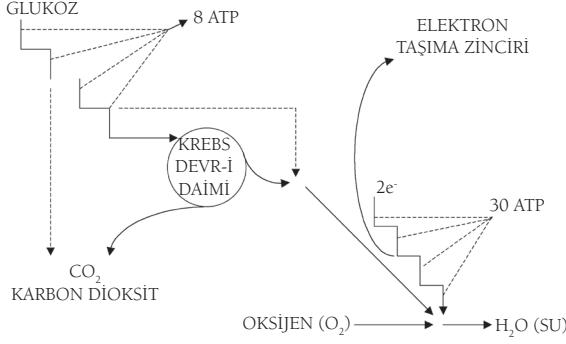 GLUKOZ
8 ATP
ELEKTRON
TAŞIMA ZİNCİRİ
KREBS
DEVR-İ
DAİMİ
2e⁻
30 ATP
CO₂
KARBON DİOKSİT
OKSİJEN (O₂)
H₂O (SU)